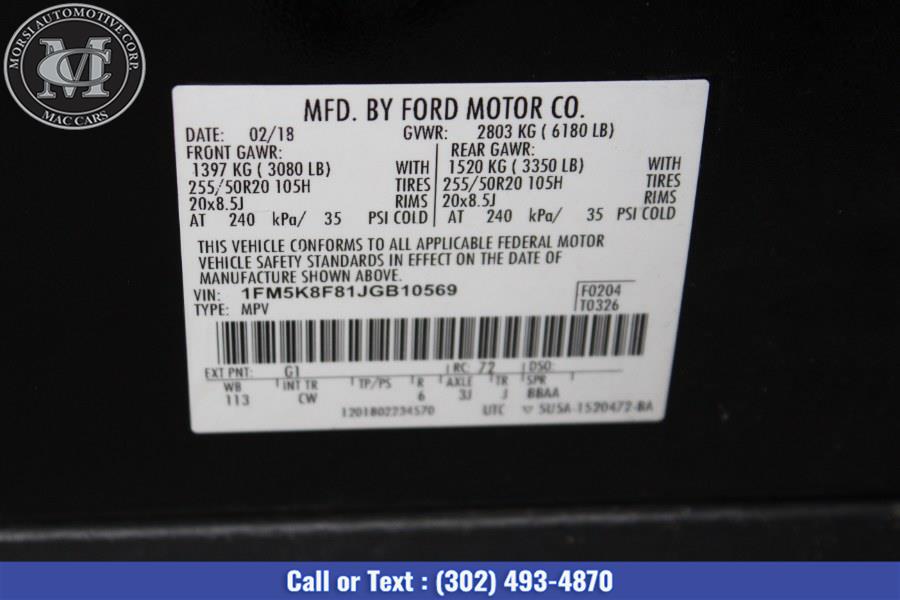 MORSI AUTOMOTIVE CORP.
MC
MAC CARS
MFD. BY FORD MOTOR CO.
DATE: 02/18 GVWR: 2803 KG ( 6180 LB)
FRONT GAWR: REAR GAWR:
1397 KG ( 3080 LB) WITH 1520 KG ( 3350 LB) WITH
255/50R20 105H TIRES 255/50R20 105H TIRES
20x8.5J RIMS 20x8.5J RIMS
AT 240 kPa/ 35 PSI COLD AT 240 kPa/ 35 PSI COLD
THIS VEHICLE CONFORMS TO ALL APPLICABLE FEDERAL MOTOR
VEHICLE SAFETY STANDARDS IN EFFECT ON THE DATE OF
MANUFACTURE SHOWN ABOVE.
VIN: 1FM5K8F81JGB10569 F0204
TYPE: MPV T0326
EXT PNT: G1 RC: 72 DSO:
WB INT TR TP/PS R AXLE TR SPR
113 CW 6 3J J BBAA
1201802234570 UTC ▽ 5USA-1520472-BA
Call or Text : (302) 493-4870